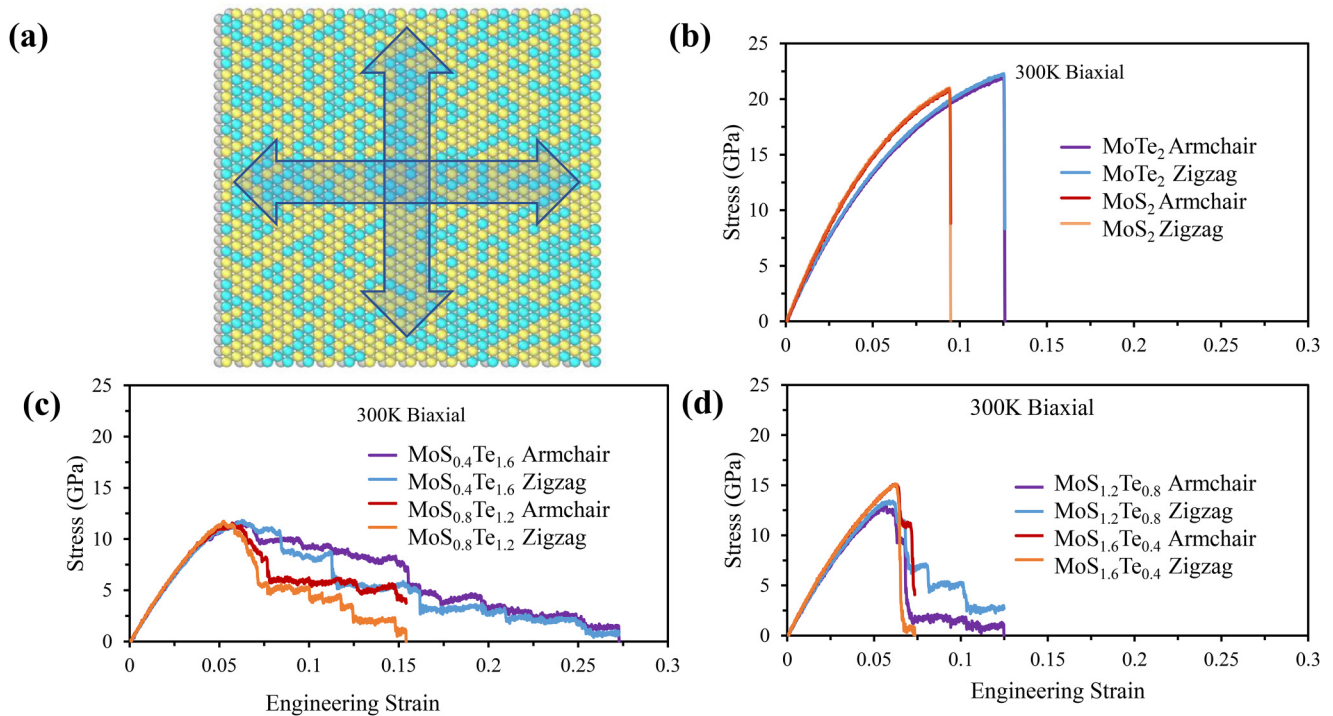 (a)
(b)
25
20
15
10
5
0
Stress (GPa)
300K Biaxial
MoTe₂ Armchair
MoTe₂ Zigzag
MoS₂ Armchair
MoS₂ Zigzag
0 0.05 0.1 0.15 0.2 0.25 0.3
(c)
25
20
15
10
5
0
Stress (GPa)
300K Biaxial
MoS₀.₄Te₁.₆ Armchair
MoS₀.₄Te₁.₆ Zigzag
MoS₀.₈Te₁.₂ Armchair
MoS₀.₈Te₁.₂ Zigzag
0 0.05 0.1 0.15 0.2 0.25 0.3
Engineering Strain
(d)
25
20
15
10
5
0
Stress (GPa)
300K Biaxial
MoS₁.₂Te₀.₈ Armchair
MoS₁.₂Te₀.₈ Zigzag
MoS₁.₆Te₀.₄ Armchair
MoS₁.₆Te₀.₄ Zigzag
0 0.05 0.1 0.15 0.2 0.25 0.3
Engineering Strain